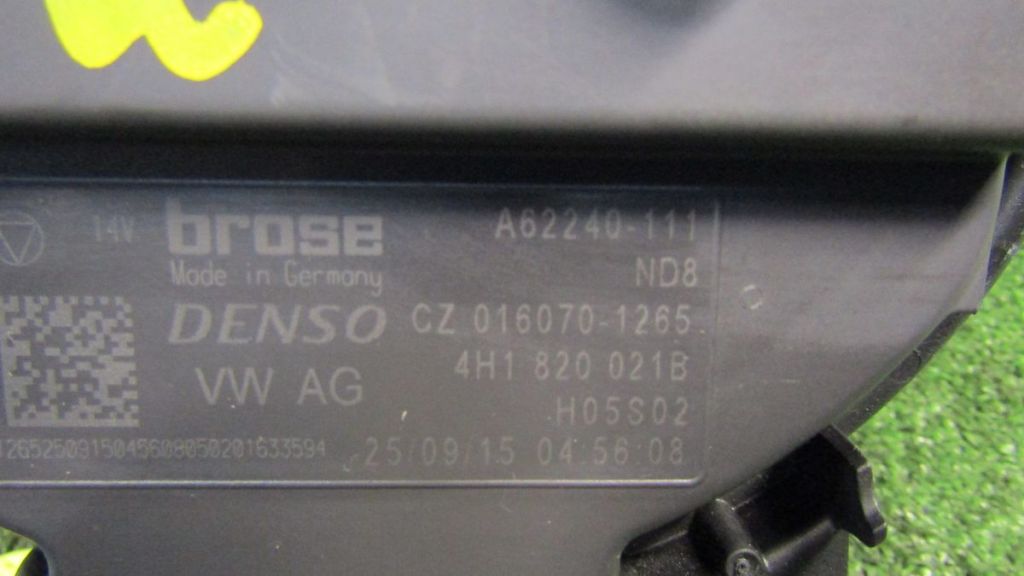 14V brose A62240-111
Made in Germany ND8
DENSO CZ 016070-1265
VW AG 4H1 820 021B
H05S02
1265250915045608050201633594 25/09/15 04:56:08